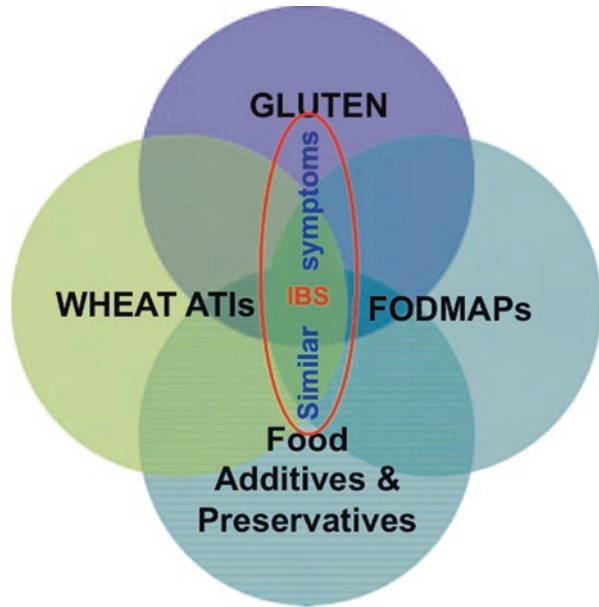 GLUTEN
Similar symptoms
WHEAT ATIs
IBS
FODMAPs
Food
Additives &
Preservatives